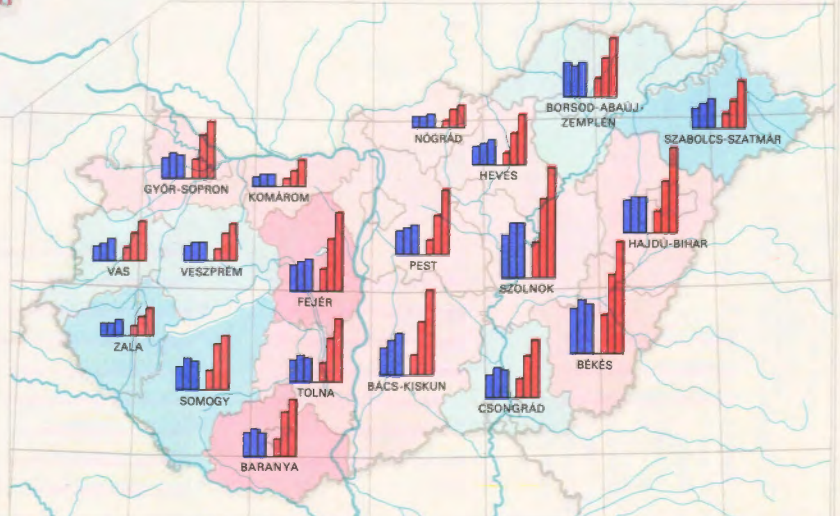 BORSOD-ABAÚJ-
ZEMPLÉN
SZABOLCS-SZATMÁR
NÓGRÁD
HEVES
GYŐR-SOPRON
KOMÁROM
HAJDÚ-BIHAR
PEST
VAS
VESZPRÉM
SZOLNOK
FEJÉR
ZALA
BÉKÉS
TOLNA
BÁCS-KISKUN
SOMOGY
CSONGRÁD
BARANYA